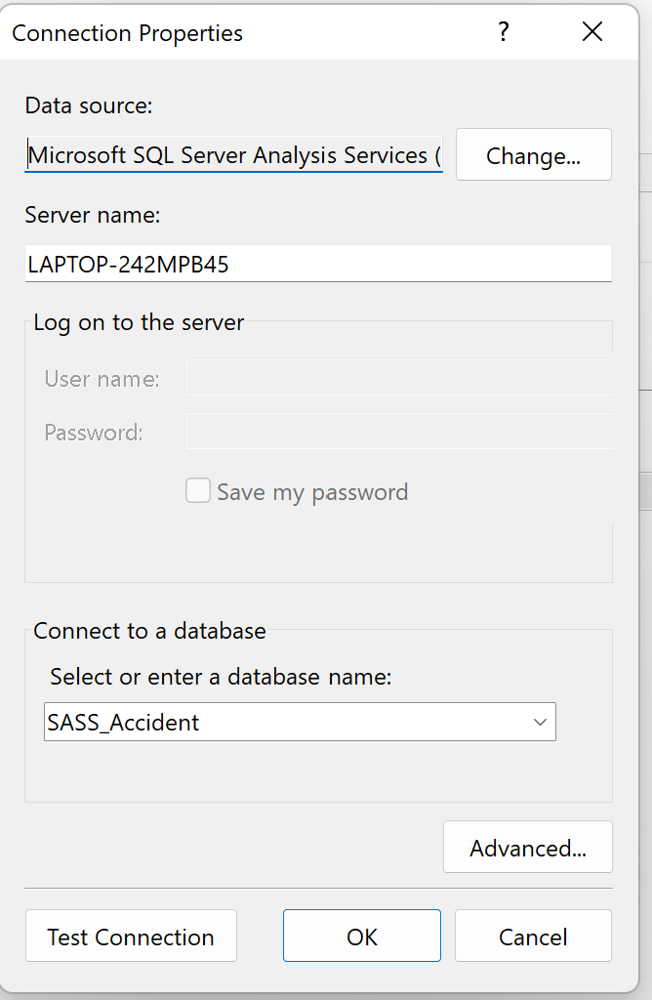 Connection Properties
?
Data source:
Microsoft SQL Server Analysis Services (
Change...
Server name:
LAPTOP-242MPB45
Log on to the server
User name:
Password:
Save my password
Connect to a database
Select or enter a database name:
SASS_Accident
Advanced...
Test Connection
OK
Cancel